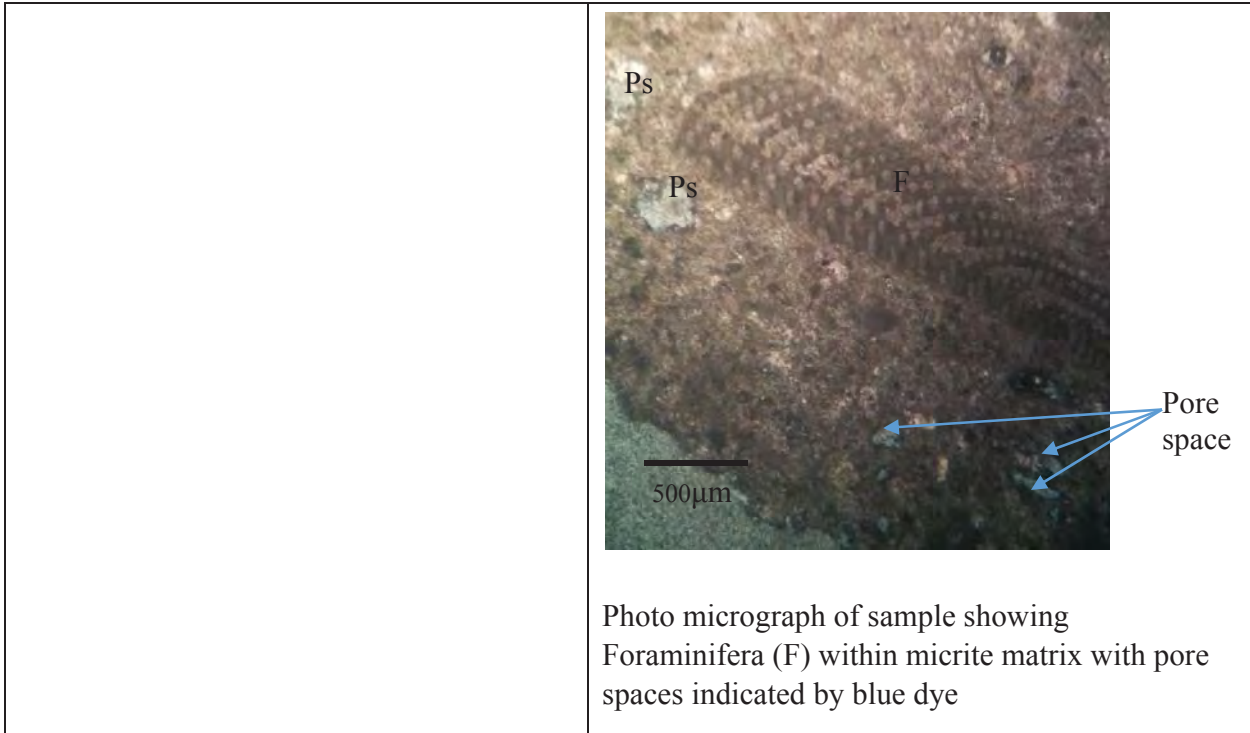 Ps
Ps
F
Pore
space
500µm
Photo micrograph of sample showing
Foraminifera (F) within micrite matrix with pore
spaces indicated by blue dye